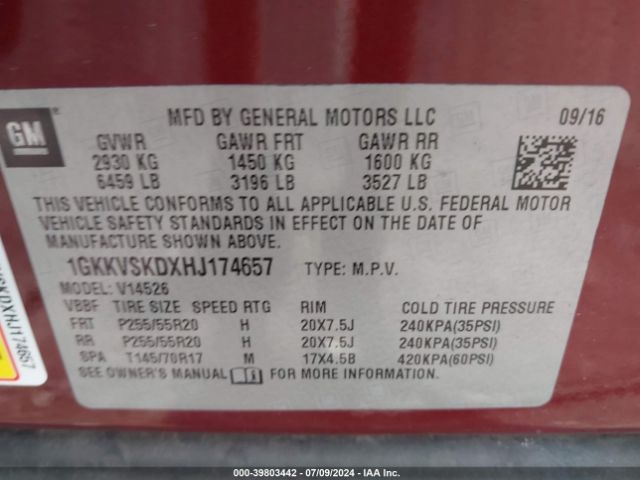 GM
®
MFD BY GENERAL MOTORS LLC 09/16
GVWR GAWR FRT GAWR RR
2930 KG 1450 KG 1600 KG
6459 LB 3196 LB 3527 LB
THIS VEHICLE CONFORMS TO ALL APPLICABLE U.S. FEDERAL MOTOR
VEHICLE SAFETY STANDARDS IN EFFECT ON THE DATE OF
MANUFACTURE SHOWN ABOVE.
1GKKVSKDXHJ174657 TYPE: M.P.V.
MODEL: V14526
VBBF TIRE SIZE SPEED RTG RIM COLD TIRE PRESSURE
FRT P255/55R20 H 20X7.5J 240KPA(35PSI)
RR P255/55R20 H 20X7.5J 240KPA(35PSI)
SPA T145/70R17 M 17X4.5B 420KPA(60PSI)
SEE OWNER'S MANUAL FOR MORE INFORMATION.
SKDXHJ174657
000-39803442 / 07/09/2024 / IAA Inc.